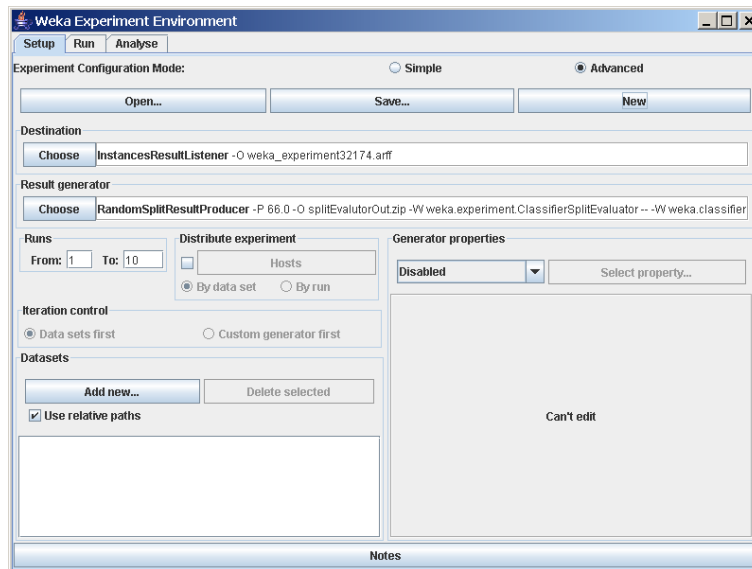 Weka Experiment Environment
Setup Run Analyse
Experiment Configuration Mode: Simple Advanced
Open... Save... New
Destination
Choose InstancesResultListener -O weka_experiment32174.arff
Result generator
Choose RandomSplitResultProducer -P 66.0 -O splitEvalutorOut.zip -W weka.experiment.ClassifierSplitEvaluator -- -W weka.classifier
Runs Distribute experiment Generator properties
From: 1 To: 10 Hosts Disabled Select property...
By data set By run
Iteration control
Data sets first Custom generator first
Datasets
Add new... Delete selected
Use relative paths Can't edit
Notes